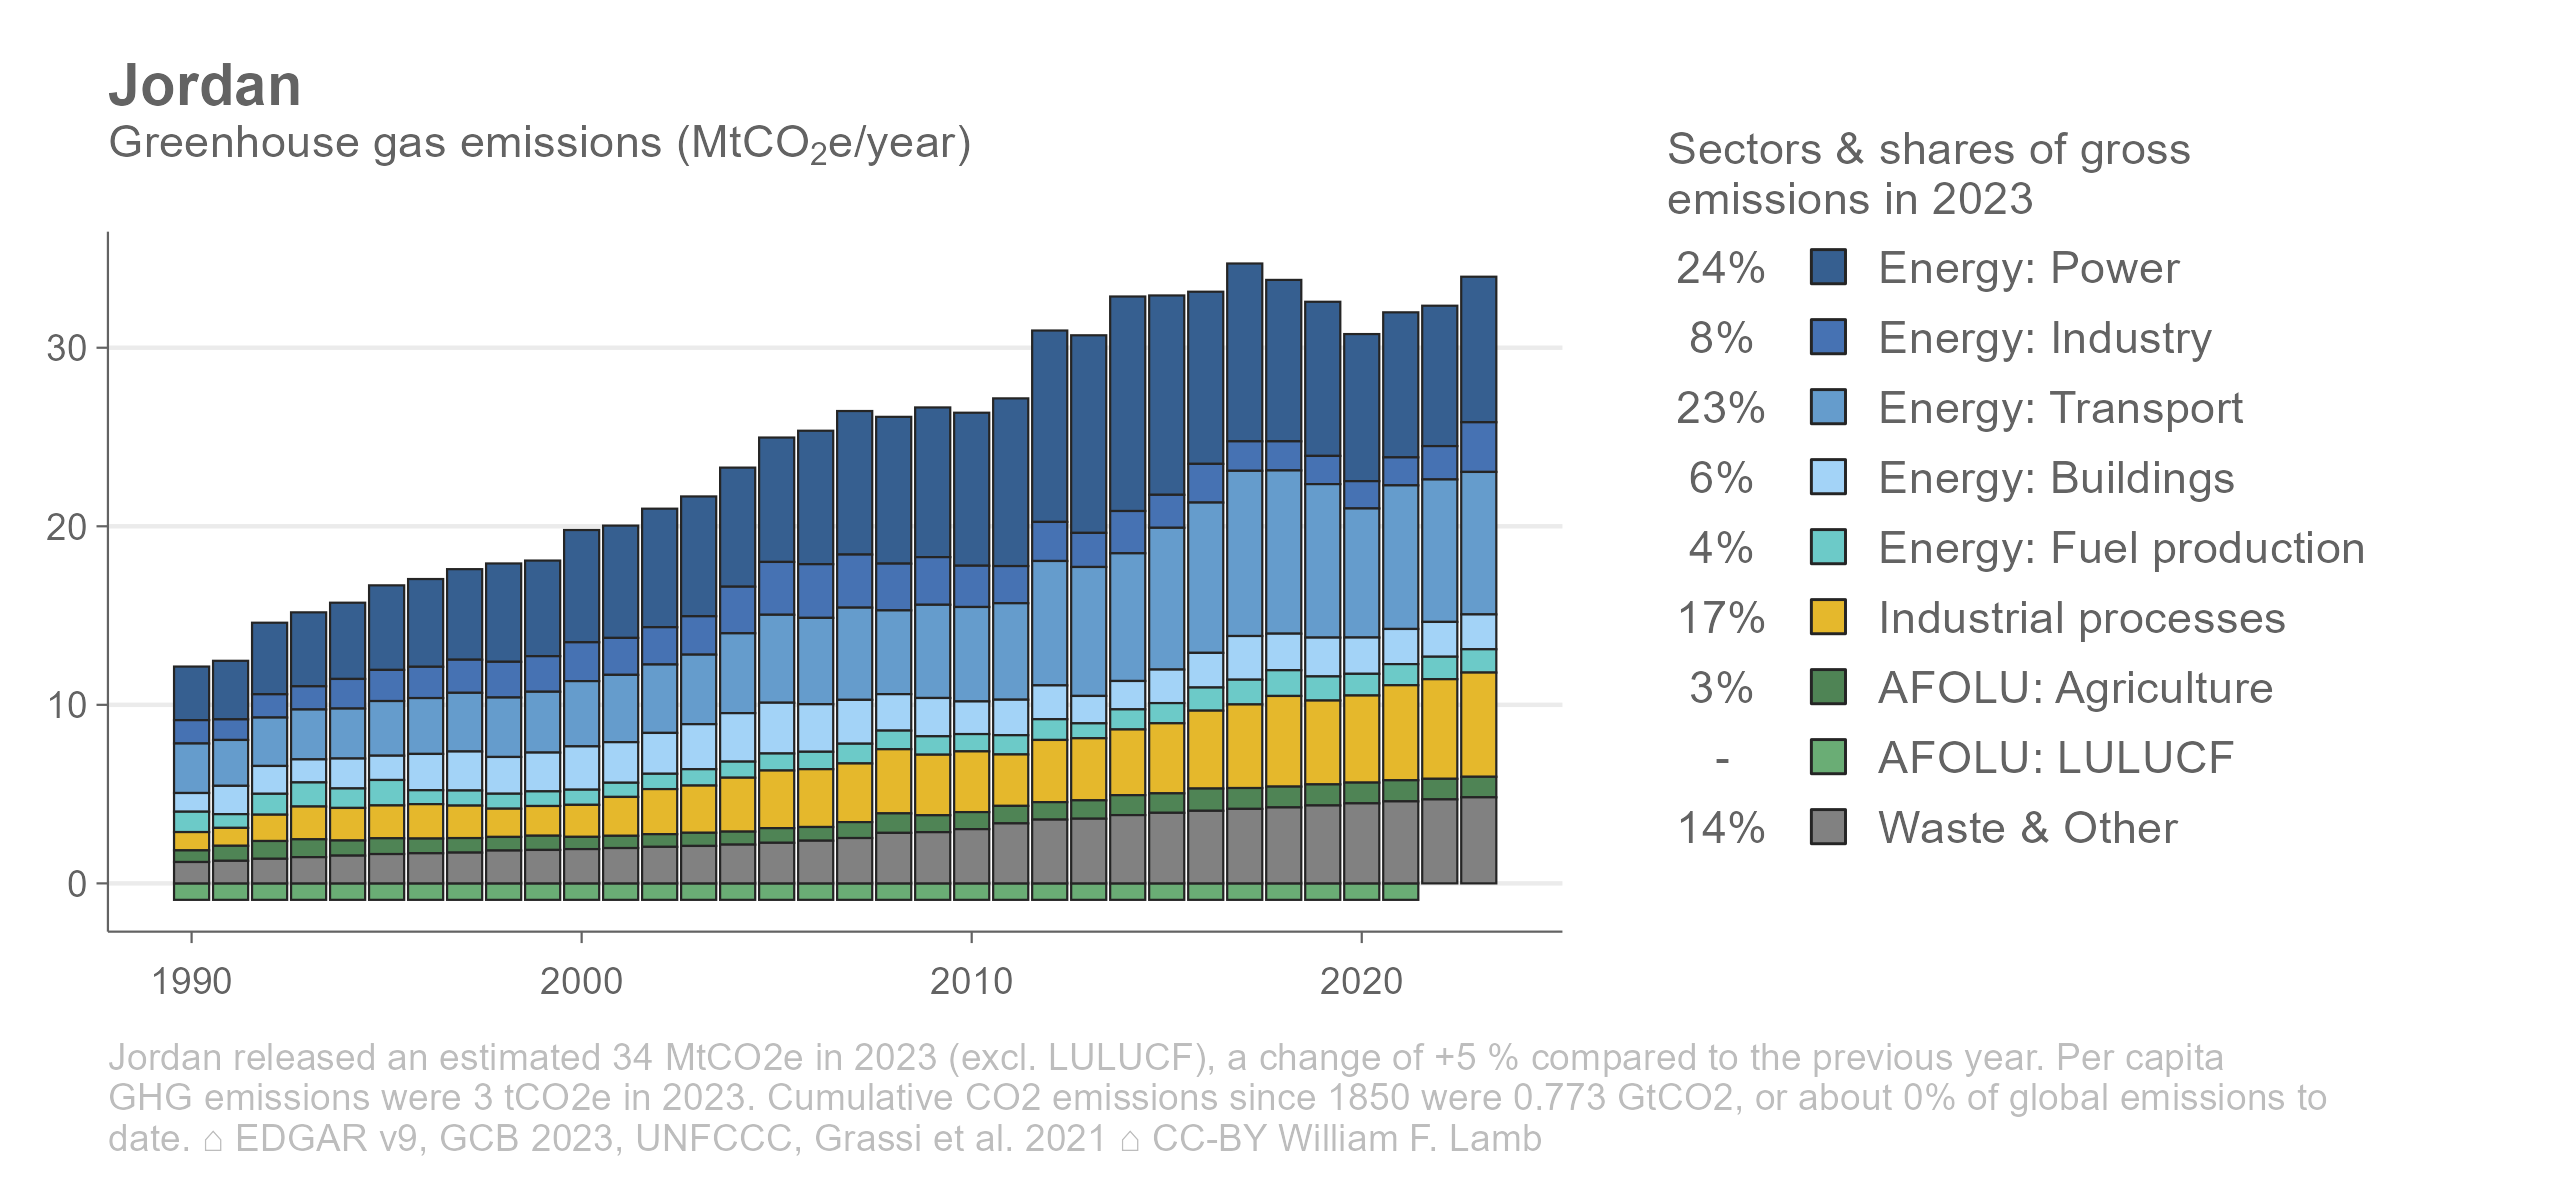 Jordan
Greenhouse gas emissions (MtCO₂e/year)
Sectors & shares of gross
emissions in 2023
24% Energy: Power
8% Energy: Industry
23% Energy: Transport
6% Energy: Buildings
4% Energy: Fuel production
17% Industrial processes
3% AFOLU: Agriculture
- AFOLU: LULUCF
14% Waste & Other
30
20
10
0
1990 2000 2010 2020
Jordan released an estimated 34 MtCO2e in 2023 (excl. LULUCF), a change of +5 % compared to the previous year. Per capita
GHG emissions were 3 tCO2e in 2023. Cumulative CO2 emissions since 1850 were 0.773 GtCO2, or about 0% of global emissions to
date. ⌂ EDGAR v9, GCB 2023, UNFCCC, Grassi et al. 2021 ⌂ CC-BY William F. Lamb